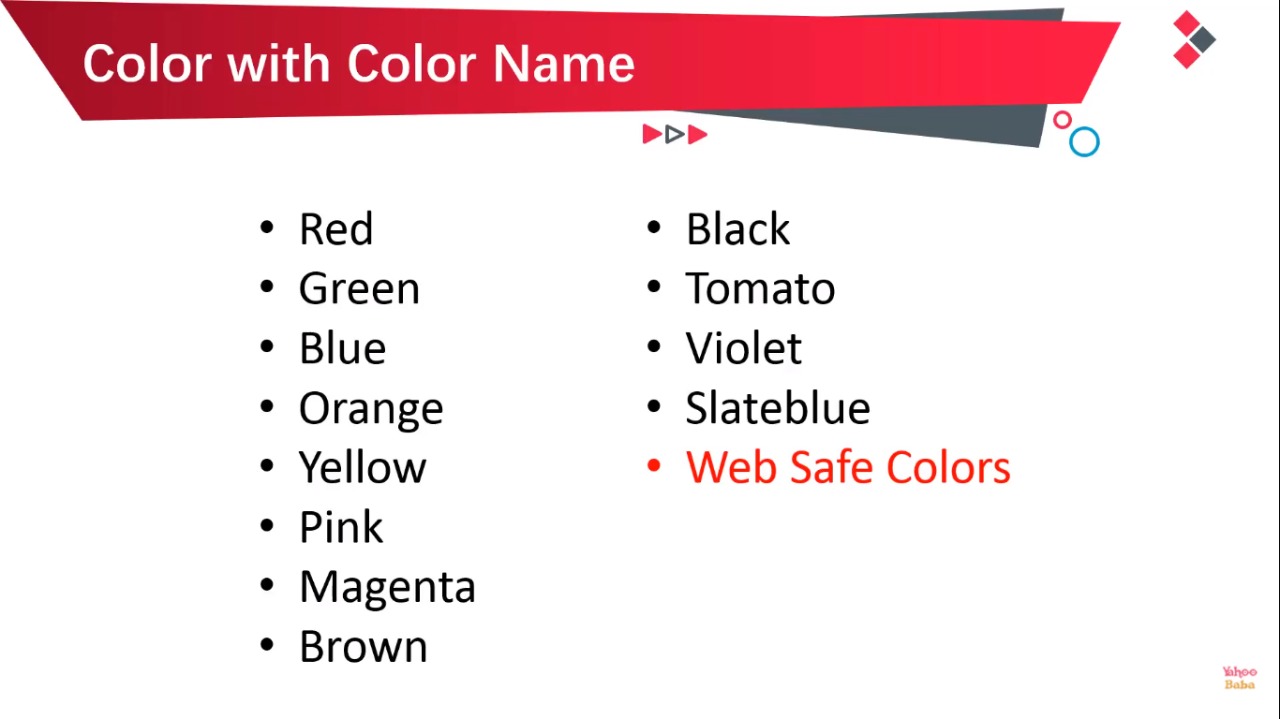 Color with Color Name
• Red
• Green
• Blue
• Orange
• Yellow
• Pink
• Magenta
• Brown
• Black
• Tomato
• Violet
• Slateblue
• Web Safe Colors
Yahoo
Baba